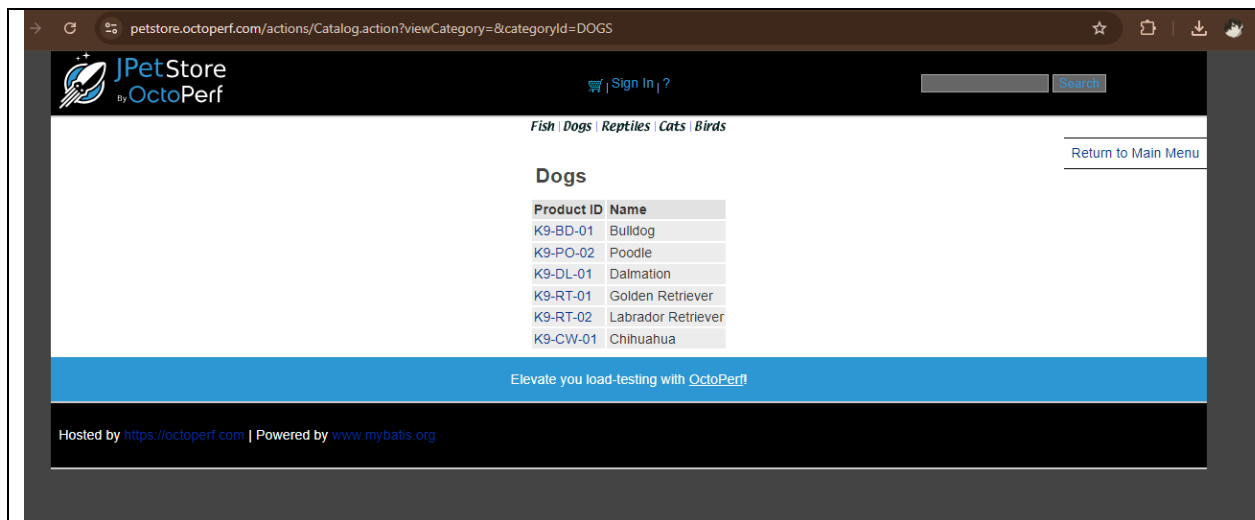 petstore.octoperf.com/actions/Catalog.action?viewCategory=&categoryId=DOGS
JPetStore
By OctoPerf
| Sign In | ?
Search
Fish | Dogs | Reptiles | Cats | Birds
Return to Main Menu
Dogs
Product ID Name
K9-BD-01 Bulldog
K9-PO-02 Poodle
K9-DL-01 Dalmation
K9-RT-01 Golden Retriever
K9-RT-02 Labrador Retriever
K9-CW-01 Chihuahua
Elevate you load-testing with OctoPerf!
Hosted by https://octoperf.com | Powered by www.mybatis.org